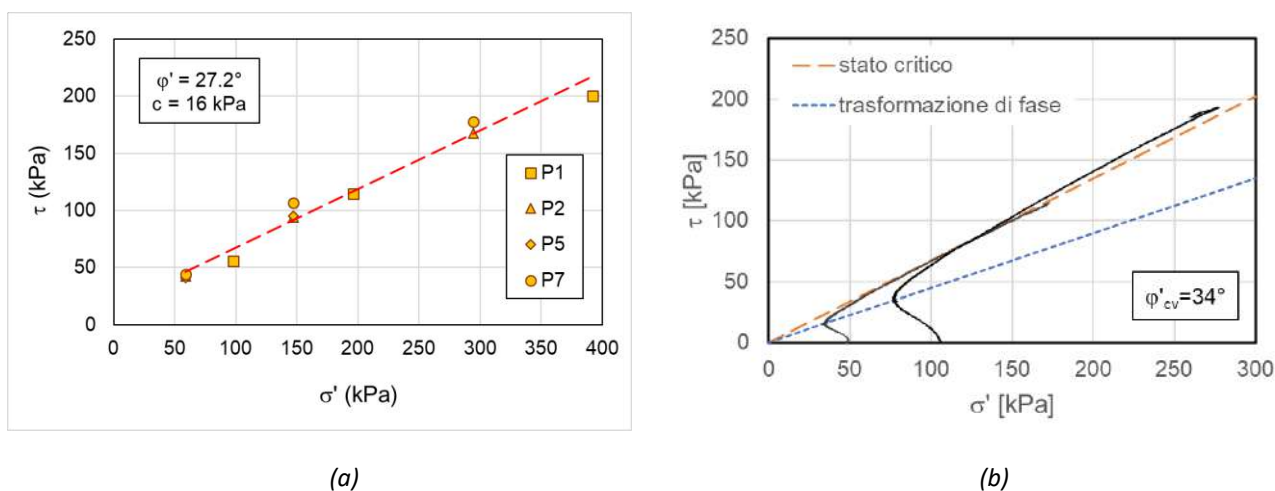 250
200
150
100
50
0
τ (kPa)
φ' = 27.2°
c = 16 kPa
P1
P2
P5
P7
0 50 100 150 200 250 300 350 400
σ' (kPa)
(a)
250
200
150
100
50
0
τ [kPa]
stato critico
trasformazione di fase
φ'cv=34°
0 50 100 150 200 250 300
σ' [kPa]
(b)